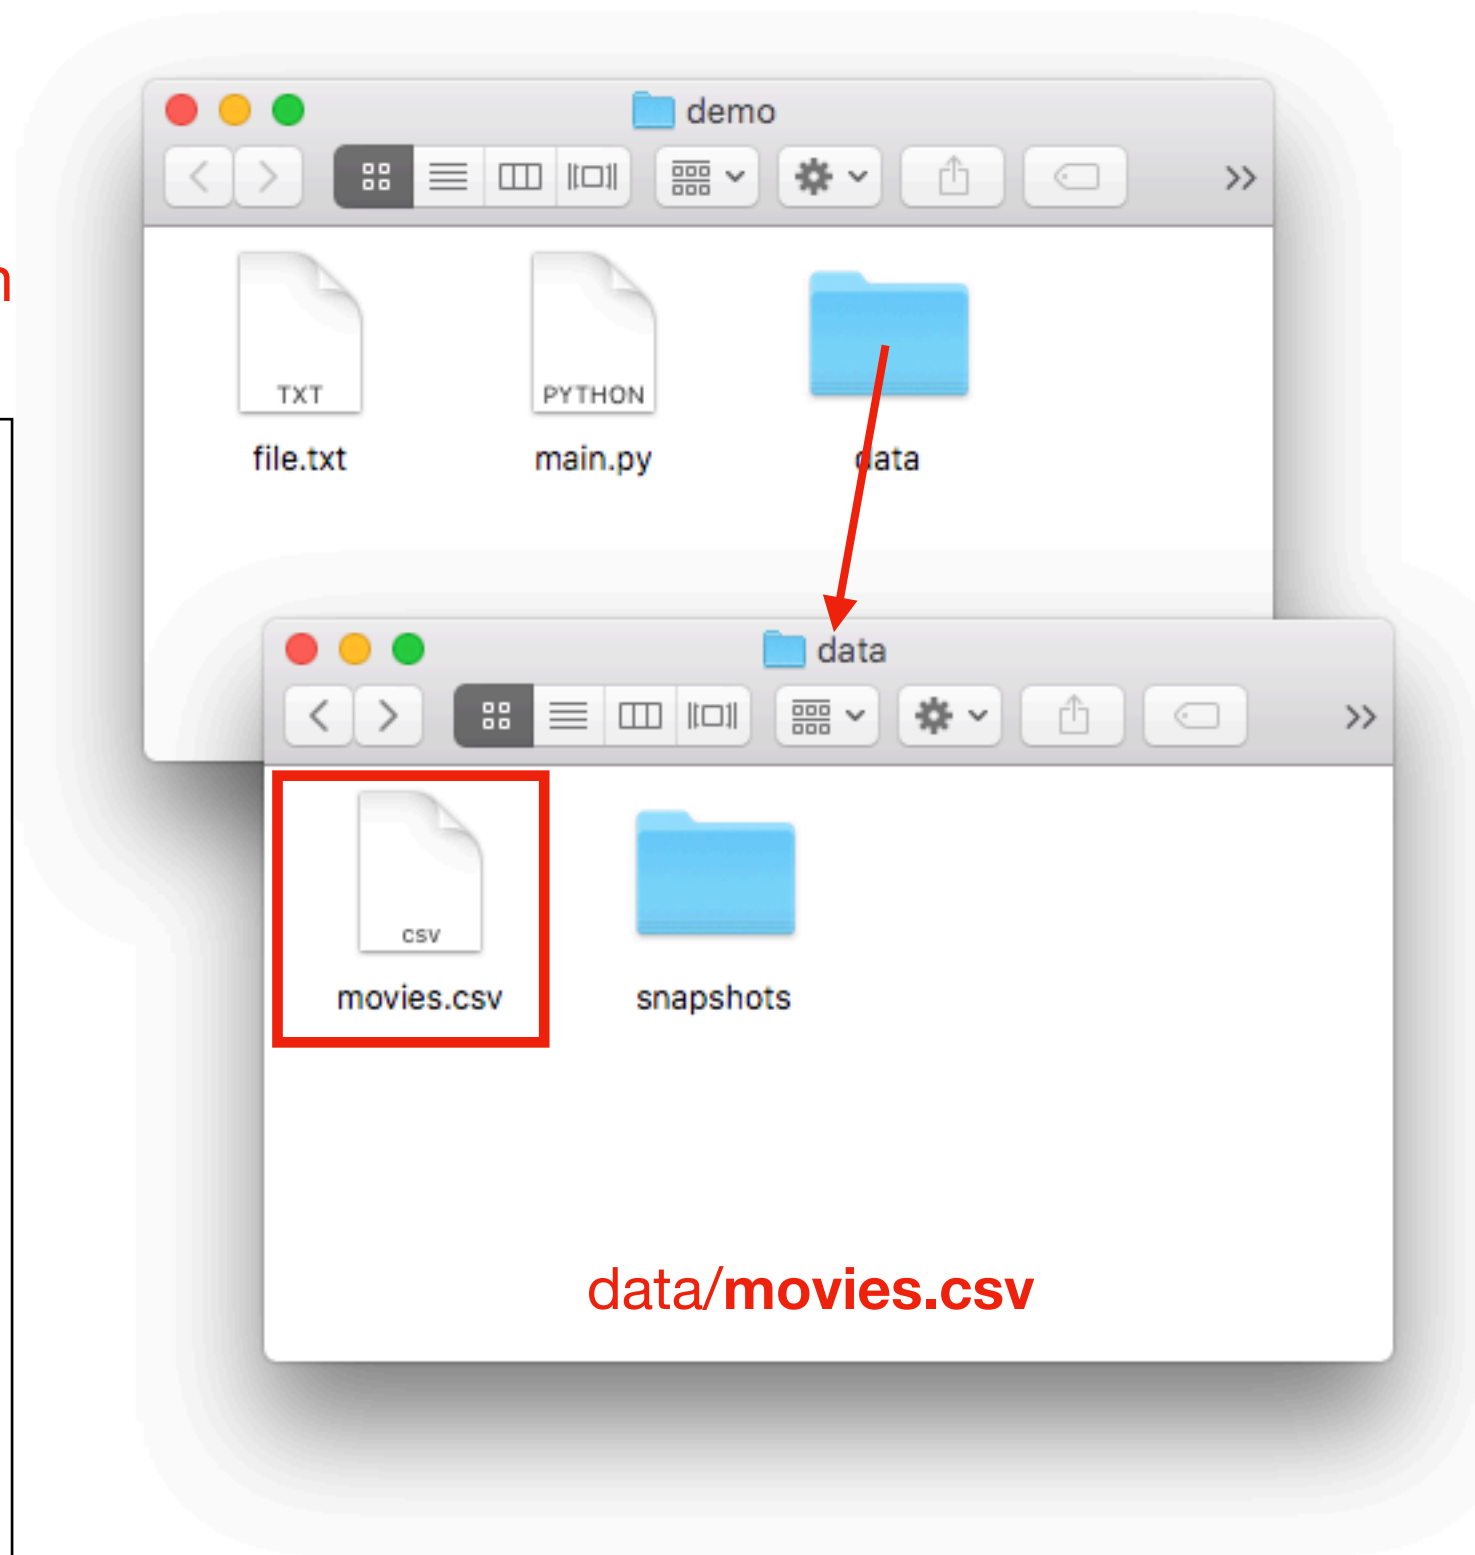 demo
TXT
PYTHON
file.txt
main.py
data
data
csv
movies.csv
snapshots
data/movies.csv